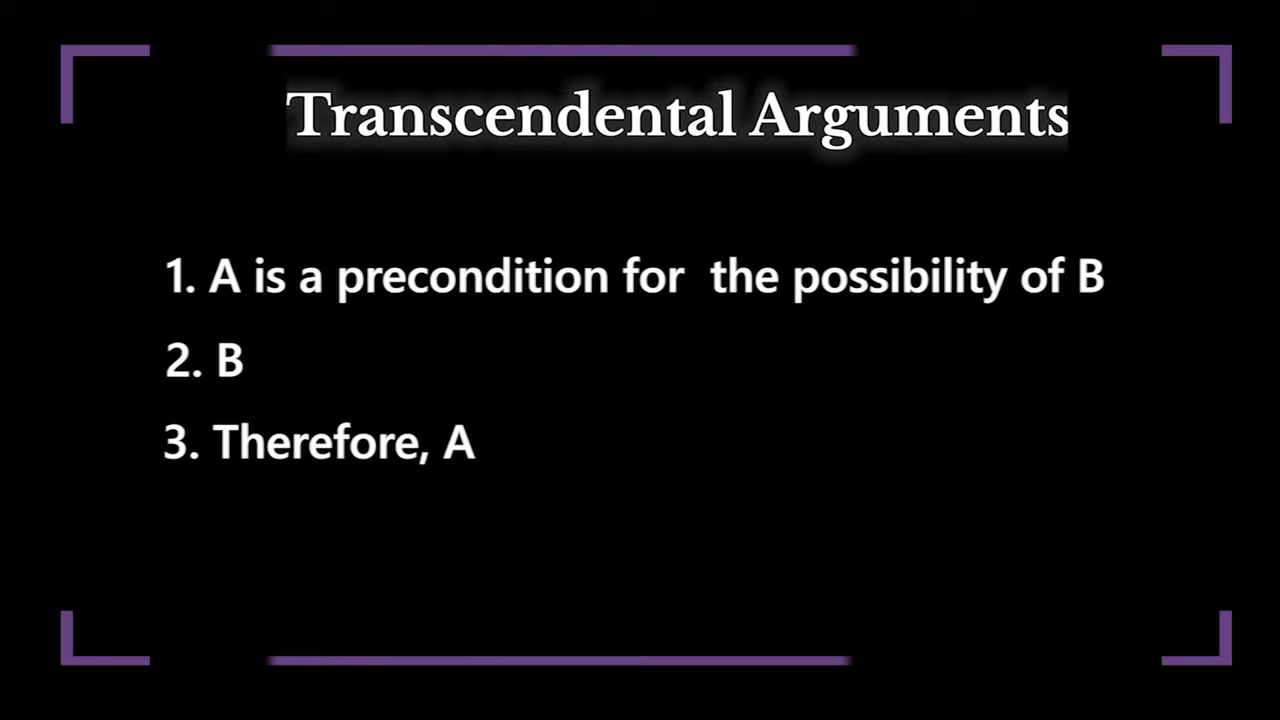 Transcendental Arguments
1. A is a precondition for the possibility of B
2. B
3. Therefore, A